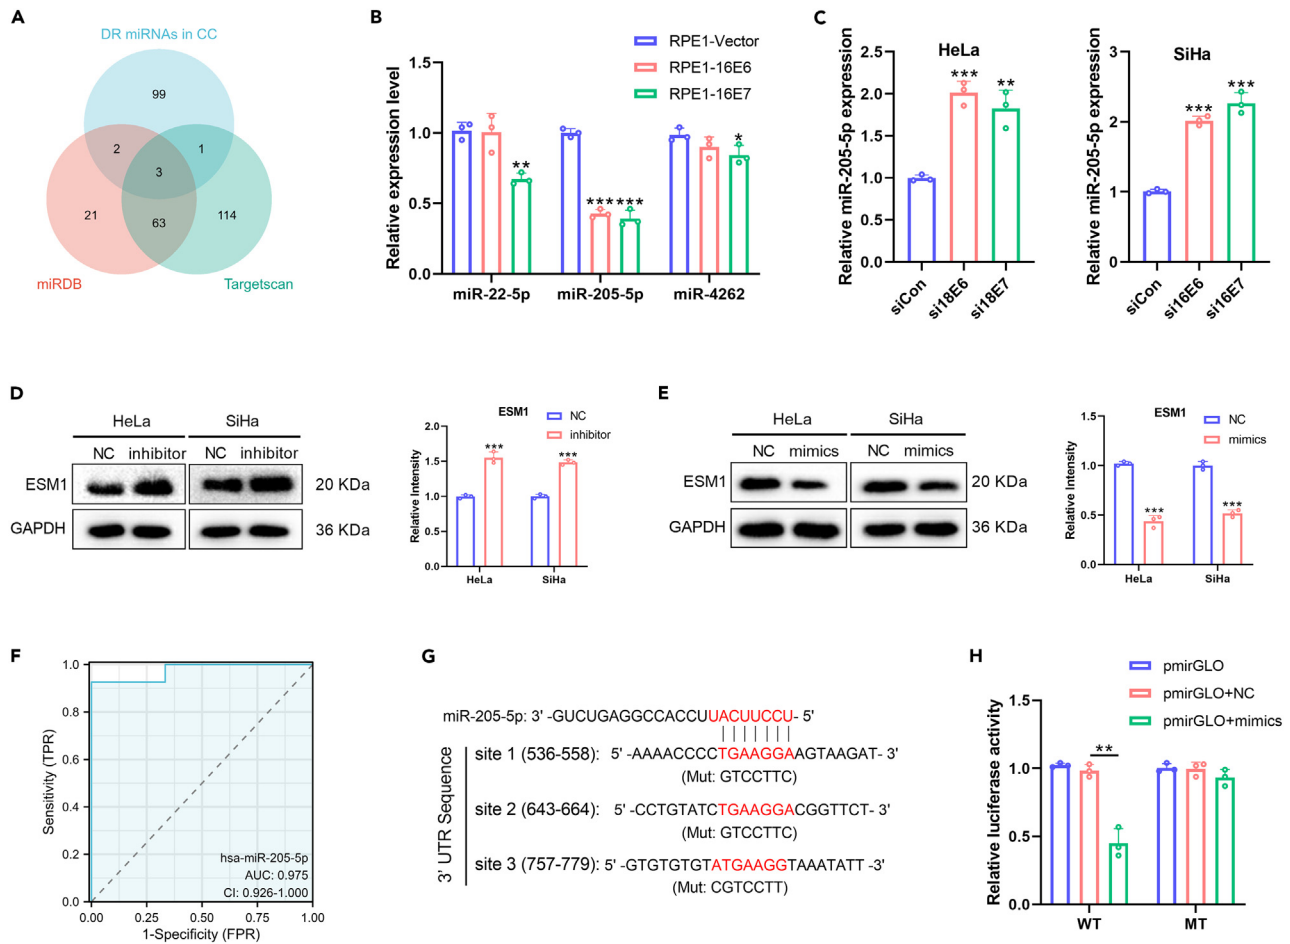 A
DR miRNAs in CC
99
2
1
3
21
63
114
miRDB
Targetscan
B
RPE1-Vector
RPE1-16E6
RPE1-16E7
Relative expression level
1.5
1.0
0.5
0.0
**
***
***
*
miR-22-5p
miR-205-5p
miR-4262
C
HeLa
Relative miR-205-5p expression
2.5
2.0
1.5
1.0
0.5
0.0
***
**
siCon
si18E6
si18E7
SiHa
Relative miR-205-5p expression
3
2
1
0
***
***
siCon
si16E6
si16E7
D
HeLa
SiHa
NC inhibitor
NC inhibitor
ESM1
20 KDa
GAPDH
36 KDa
ESM1
NC
inhibitor
Relative Intensity
2.0
1.5
1.0
0.5
0.0
***
***
HeLa
SiHa
E
HeLa
SiHa
NC mimics
NC mimics
ESM1
20 KDa
GAPDH
36 KDa
ESM1
NC
mimics
Relative Intensity
1.5
1.0
0.5
0.0
***
***
HeLa
SiHa
F
Sensitivity (TPR)
1.0
0.8
0.6
0.4
0.2
0.0
hsa-miR-205-5p
AUC: 0.975
CI: 0.926-1.000
0.00
0.25
0.50
0.75
1.00
1-Specificity (FPR)
G
miR-205-5p: 3' -GUCUGAGGCCACCUUACUUCCU- 5'
3' UTR Sequence
site 1 (536-558): 5' -AAAACCCCTGAAGGAAGTAAGAT- 3'
(Mut: GTCCTTC)
site 2 (643-664): 5' -CCTGTATCTGAAGGACGGTTCT- 3'
(Mut: GTCCTTC)
site 3 (757-779): 5' -GTGTGTGTATGAAGGTAAATATT -3'
(Mut: CGTCCTT)
H
pmirGLO
pmirGLO+NC
pmirGLO+mimics
Relative luciferase activity
1.5
1.0
0.5
0.0
**
WT
MT